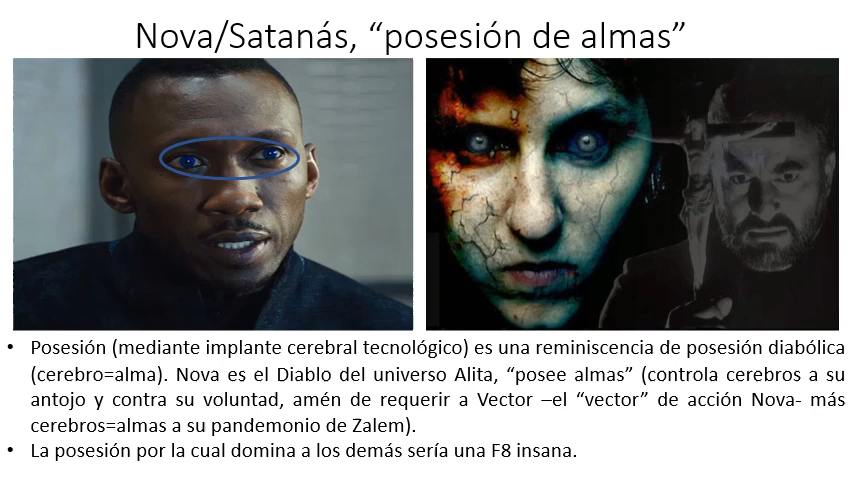 Nova/Satanás, “posesión de almas”
• Posesión (mediante implante cerebral tecnológico) es una reminiscencia de posesión diabólica
(cerebro=alma). Nova es el Diablo del universo Alita, “posee almas” (controla cerebros a su
antojo y contra su voluntad, amén de requerir a Vector –el “vector” de acción Nova- más
cerebros=almas a su pandemonio de Zalem).
• La posesión por la cual domina a los demás sería una F8 insana.